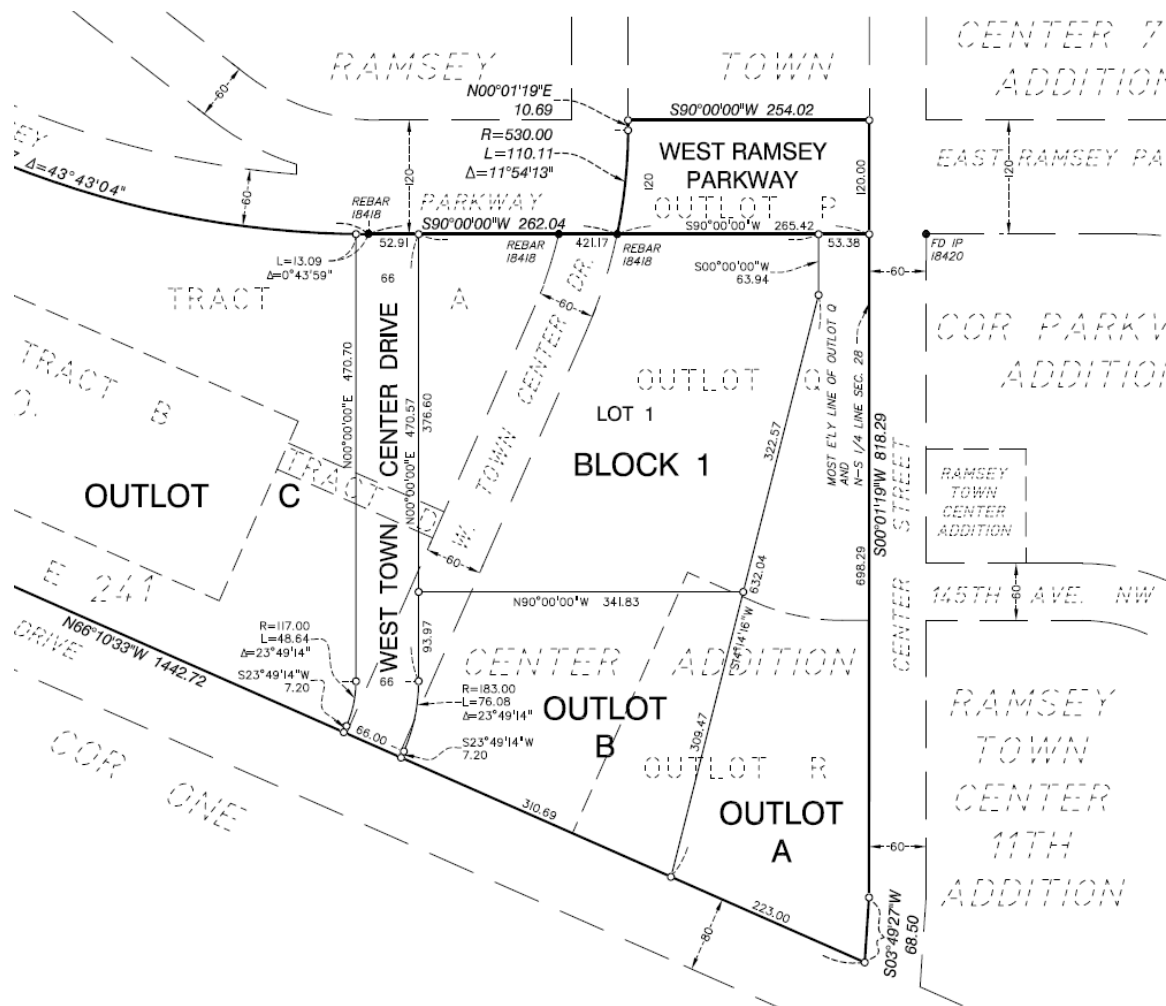 RAMSEY
TOWN
CENTER 7
ADDITION
N00°01'19"E
10.69
S90°00'00"W 254.02
R=530.00
L=110.11
Δ=11°54'13"
WEST RAMSEY
PARKWAY
EAST RAMSEY PA
60
Δ=43°43'04"
60
120
120
120.00
120
PARKWAY
OUTLOT P
REBAR
18418
S90°00'00"W 262.04
S90°00'00"W 265.42
52.91
REBAR
18418
421.17
REBAR
18418
53.38
60
FD IP
18420
L=13.09
Δ=0°43'59"
66
S00°00'00"W
63.94
TRACT A
60
TRACT B
COR PARKW
ADDITION
OUTLOT Q
LOT 1
BLOCK 1
N00°00'00"E 470.70
WEST TOWN CENTER DRIVE
N00°00'00"E 470.57
376.60
W. TOWN CENTER DR.
322.57
MOST E'LY LINE OF OUTLOT Q
AND
N-S 1/4 LINE SEC. 28
S00°01'19"W 818.29
698.29
CENTER STREET
RAMSEY
TOWN
CENTER
ADDITION
OUTLOT C
TRACT D
60
632.04
N90°00'00"W 341.83
S14°14'16"W
60
145TH AVE. NW
E 241
DRIVE
N66°10'33"W 1442.72
R=117.00
L=48.64
Δ=23°49'14"
S23°49'14"W
7.20
93.97
66
CENTER ADDITION
R=183.00
L=76.08
Δ=23°49'14"
S23°49'14"W
7.20
66.00
OUTLOT
B
309.47
OUTLOT R
COR ONE
310.69
OUTLOT
A
RAMSEY
TOWN
CENTER
11TH
ADDITION
60
223.00
80
S03°49'27"W
68.50